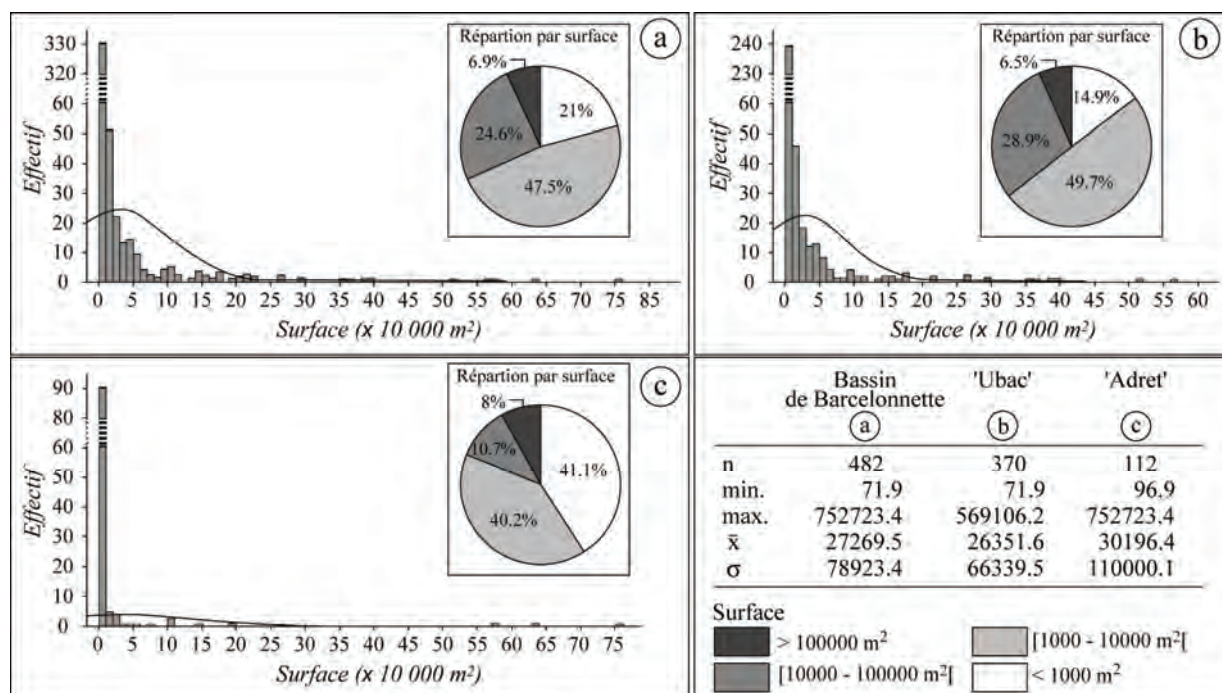 a
Répartion par surface
6.9%
21%
24.6%
47.5%
Effectif
330
320
60
50
40
30
20
10
0
0 5 10 15 20 25 30 35 40 45 50 55 60 65 75 85
Surface (x 10 000 m²)
b
Répartion par surface
6.5%
14.9%
28.9%
49.7%
Effectif
240
230
60
50
40
30
20
10
0
0 5 10 15 20 25 30 35 40 45 50 55 60
Surface (x 10 000 m²)
c
Répartion par surface
8%
10.7%
41.1%
40.2%
Effectif
90
80
60
50
40
30
20
10
0
0 5 10 15 20 25 30 35 40 45 50 55 60 65 75
Surface (x 10 000 m²)
Bassin 'Ubac' 'Adret'
de Barcelonnette
a b c
n 482 370 112
min. 71.9 71.9 96.9
max. 752723.4 569106.2 752723.4
x̄ 27269.5 26351.6 30196.4
σ 78923.4 66339.5 110000.1
Surface
> 100000 m² [1000 - 10000 m²[
[10000 - 100000 m²[ < 1000 m²